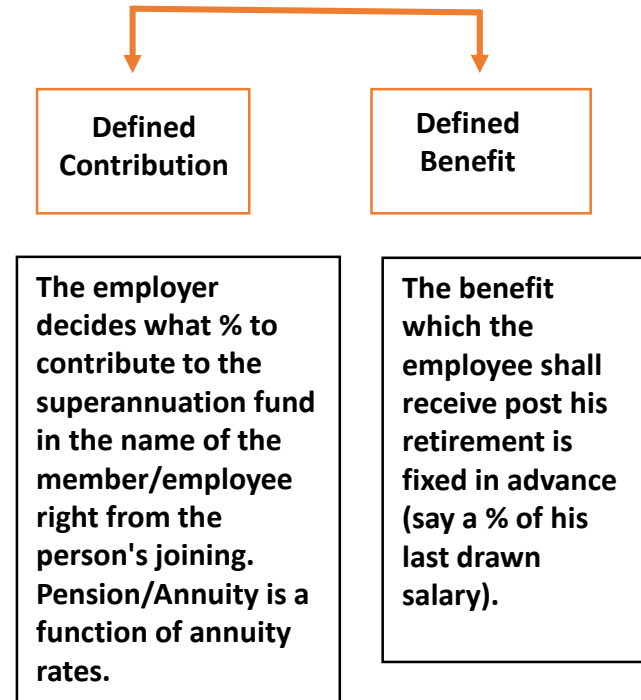 Defined
Contribution
Defined
Benefit
The employer
decides what % to
contribute to the
superannuation fund
in the name of the
member/employee
right from the
person's joining.
Pension/Annuity is a
function of annuity
rates.
The benefit
which the
employee shall
receive post his
retirement is
fixed in advance
(say a % of his
last drawn
salary).